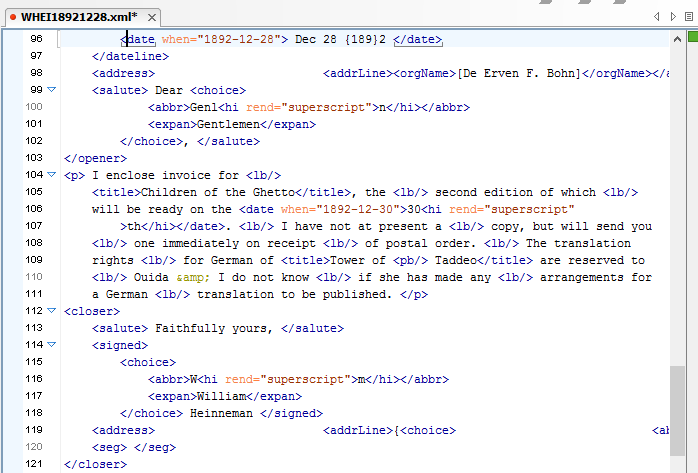 WHEI18921228.xml* ×
96 <date when="1892-12-28"> Dec 28 {189}2 </date>
97 </dateline>
98 <address> <addrLine><orgName>[De Erven F. Bohn]</orgName></a
99 <salute> Dear <choice>
100 <abbr>Genl<hi rend="superscript">n</hi></abbr>
101 <expan>Gentlemen</expan>
102 </choice>, </salute>
103 </opener>
104 <p> I enclose invoice for <lb/>
105 <title>Children of the Ghetto</title>, the <lb/> second edition of which <lb/>
106 will be ready on the <date when="1892-12-30">30<hi rend="superscript"
107 >th</hi></date>. <lb/> I have not at present a <lb/> copy, but will send you
108 <lb/> one immediately on receipt <lb/> of postal order. <lb/> The translation
109 rights <lb/> for German of <title>Tower of <pb/> Taddeo</title> are reserved to
110 <lb/> Ouida &amp; I do not know <lb/> if she has made any <lb/> arrangements for
111 a German <lb/> translation to be published. </p>
112 <closer>
113 <salute> Faithfully yours, </salute>
114 <signed>
115 <choice>
116 <abbr>W<hi rend="superscript">m</hi></abbr>
117 <expan>William</expan>
118 </choice> Heinneman </signed>
119 <address> <addrLine>{<choice> <ab
120 <seg> </seg>
121 </closer>